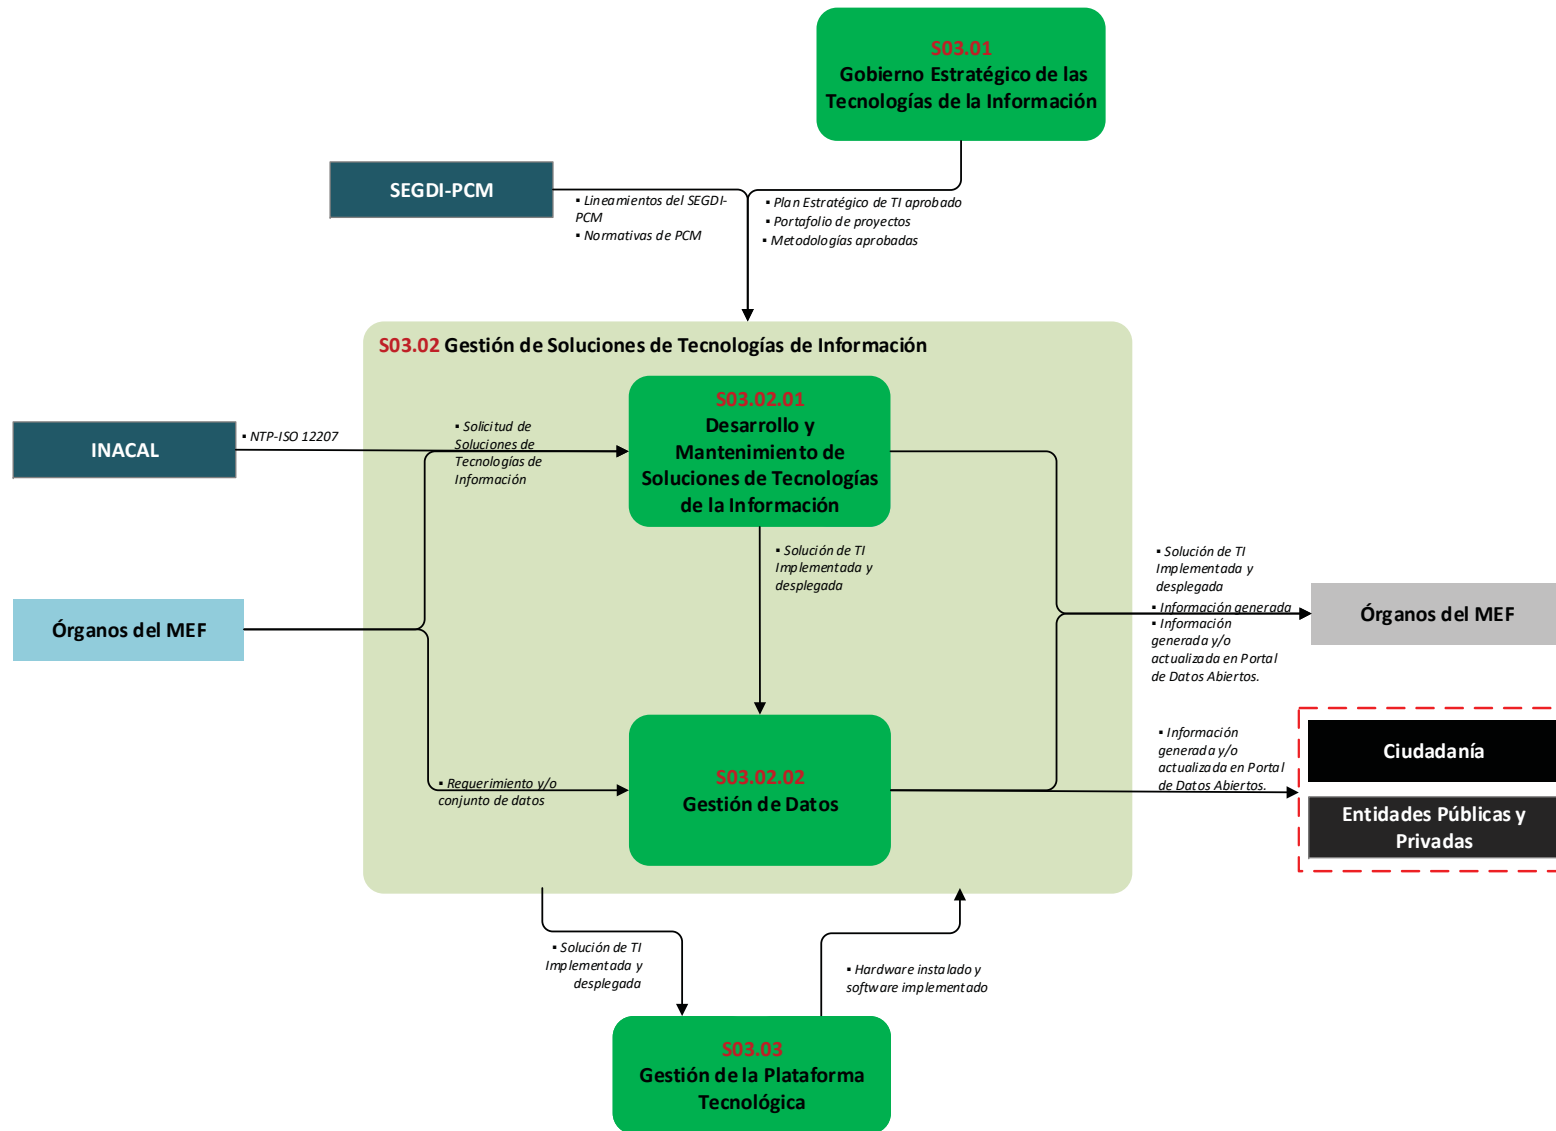 S03.01
Gobierno Estratégico de las
Tecnologías de la Información
SEGDI-PCM
▪ Lineamientos del SEGDI-
PCM
▪ Normativas de PCM
▪ Plan Estratégico de TI aprobado
▪ Portafolio de proyectos
▪ Metodologías aprobadas
S03.02 Gestión de Soluciones de Tecnologías de Información
INACAL
▪ NTP-ISO 12207
▪ Solicitud de
Soluciones de
Tecnologías de
Información
S03.02.01
Desarrollo y
Mantenimiento de
Soluciones de Tecnologías
de la Información
▪ Solución de TI
Implementada y
desplegada
Órganos del MEF
▪ Solución de TI
Implementada y
desplegada
▪ Información generada
▪ Información
generada y/o
actualizada en Portal
de Datos Abiertos.
Órganos del MEF
▪ Requerimiento y/o
conjunto de datos
S03.02.02
Gestión de Datos
▪ Información
generada y/o
actualizada en Portal
de Datos Abiertos.
Ciudadanía
Entidades Públicas y
Privadas
▪ Solución de TI
Implementada y
desplegada
▪ Hardware instalado y
software implementado
S03.03
Gestión de la Plataforma
Tecnológica